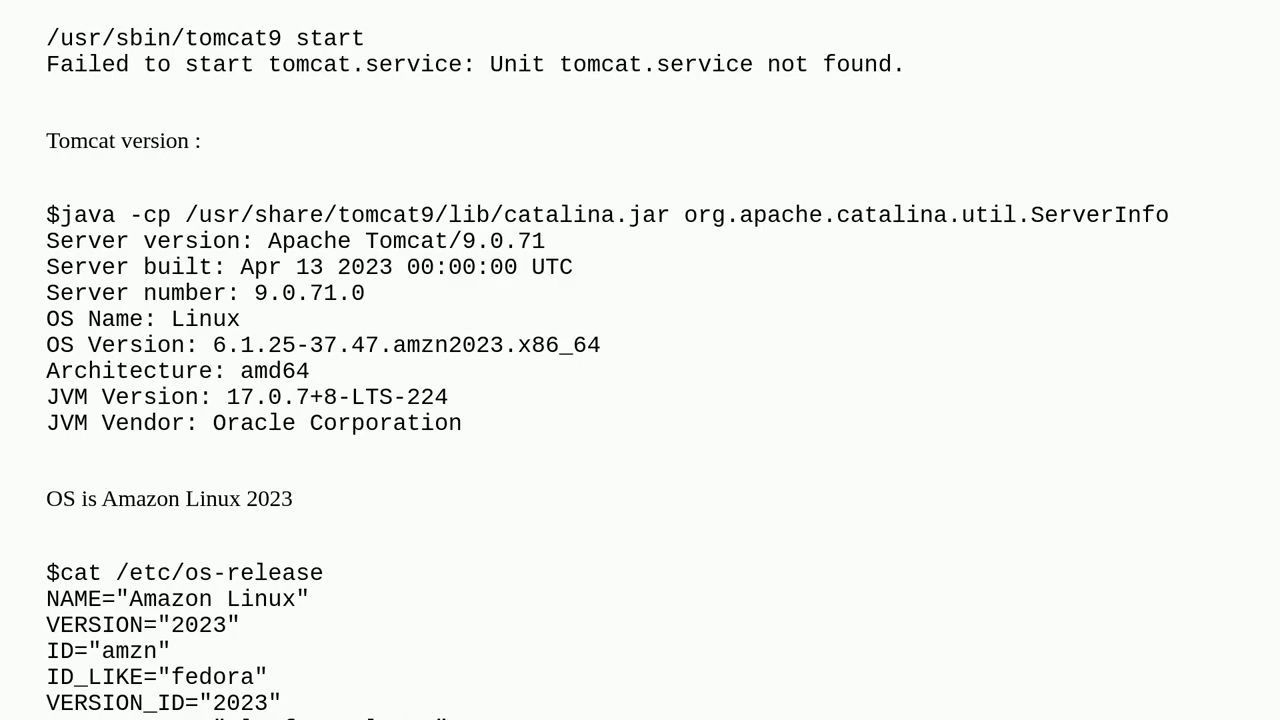 /usr/sbin/tomcat9 start
Failed to start tomcat.service: Unit tomcat.service not found.
Tomcat version :
$java -cp /usr/share/tomcat9/lib/catalina.jar org.apache.catalina.util.ServerInfo
Server version: Apache Tomcat/9.0.71
Server built: Apr 13 2023 00:00:00 UTC
Server number: 9.0.71.0
OS Name: Linux
OS Version: 6.1.25-37.47.amzn2023.x86_64
Architecture: amd64
JVM Version: 17.0.7+8-LTS-224
JVM Vendor: Oracle Corporation
OS is Amazon Linux 2023
$cat /etc/os-release
NAME="Amazon Linux"
VERSION="2023"
ID="amzn"
ID_LIKE="fedora"
VERSION_ID="2023"